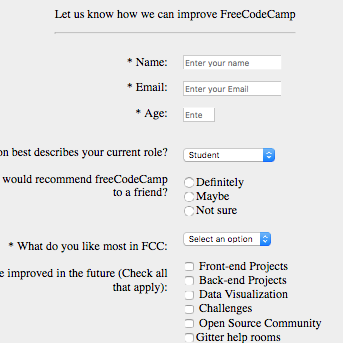 Let us know how we can improve FreeCodeCamp
* Name: Enter your name
* Email: Enter your Email
* Age: Ente
on best describes your current role? Student
would recommend freeCodeCamp
to a friend?
Definitely
Maybe
Not sure
* What do you like most in FCC: Select an option
e improved in the future (Check all
that apply):
Front-end Projects
Back-end Projects
Data Visualization
Challenges
Open Source Community
Gitter help rooms